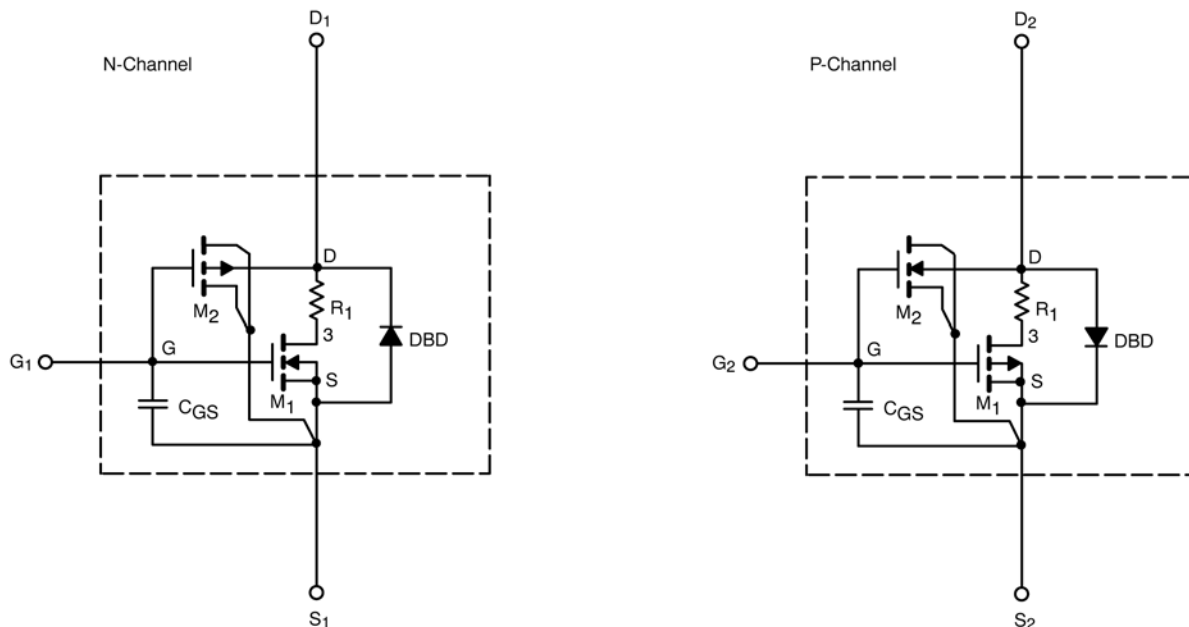 D1
N-Channel
D
M2
R1
3
DBD
G1
G
S
M1
CGS
S1
D2
P-Channel
D
M2
R1
3
DBD
G2
G
S
M1
CGS
S2